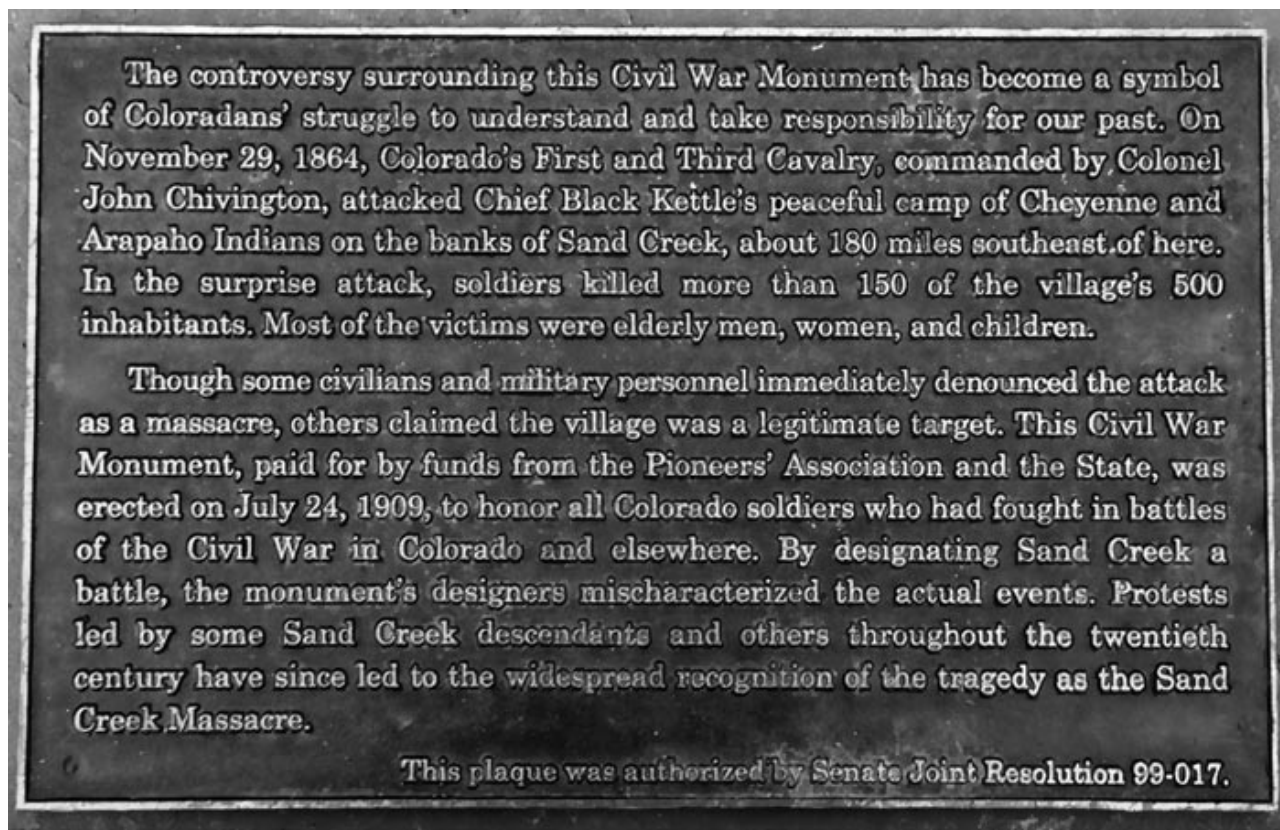 The controversy surrounding this Civil War Monument has become a symbol
of Coloradans' struggle to understand and take responsibility for our past. On
November 29, 1864, Colorado's First and Third Cavalry, commanded by Colonel
John Chivington, attacked Chief Black Kettle's peaceful camp of Cheyenne and
Arapaho Indians on the banks of Sand Creek, about 180 miles southeast of here.
In the surprise attack, soldiers killed more than 150 of the village's 500
inhabitants. Most of the victims were elderly men, women, and children.
Though some civilians and military personnel immediately denounced the attack
as a massacre, others claimed the village was a legitimate target. This Civil War
Monument, paid for by funds from the Pioneers' Association and the State, was
erected on July 24, 1909, to honor all Colorado soldiers who had fought in battles
of the Civil War in Colorado and elsewhere. By designating Sand Creek a
battle, the monument's designers mischaracterized the actual events. Protests
led by some Sand Creek descendants and others throughout the twentieth
century have since led to the widespread recognition of the tragedy as the Sand
Creek Massacre.
This plaque was authorized by Senate Joint Resolution 99-017.